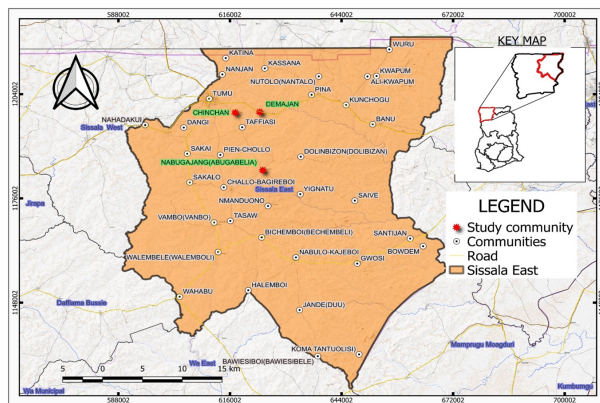 588002 616002 644002 672002 700002
KEY MAP
WURU
KATINA
KASSANA
NANJAN
KWAPUM
NUTOLO(NANTALO)
ALI-KWAPUM
1204002
PINA
TUMU
DEMAJAN
KUNCHOGU
CHINCHAN
NAHADAKUI
BANU
Sissala West
DANGI
TAFFIASI
SAKAI
PIEN-CHOLLO
DOLINBIZON(DOLIBIZAN)
NABUGAJANG(ABUGABELIA)
SAKALO
CHALLO-BAGIREBOI
Sissala East
YIGNATU
1176002
Jirapa
NMANDUONO
SAIVE
LEGEND
Study community
Communities
Road
Sissala East
VAMBO(VANBO)
TASAW
BICHEMBOI(BECHEMBELI)
SANTIJAN
BOWDEM
WALEMBELE(WALEMBOLI)
NABULO-KAJEBOI
GWOSI
HALEMBOI
WAHABU
Daffiama Bussie
1148002
JANDE(DUU)
Mamprugu Moagduri
KOMA TANTUOLISI)
Wa East
BAWIESIBOI(BAWIESIBELE)
5 0 5 10 15 km
Wa Municipal
Kumbungu
588002 616002 644002 672002 700002